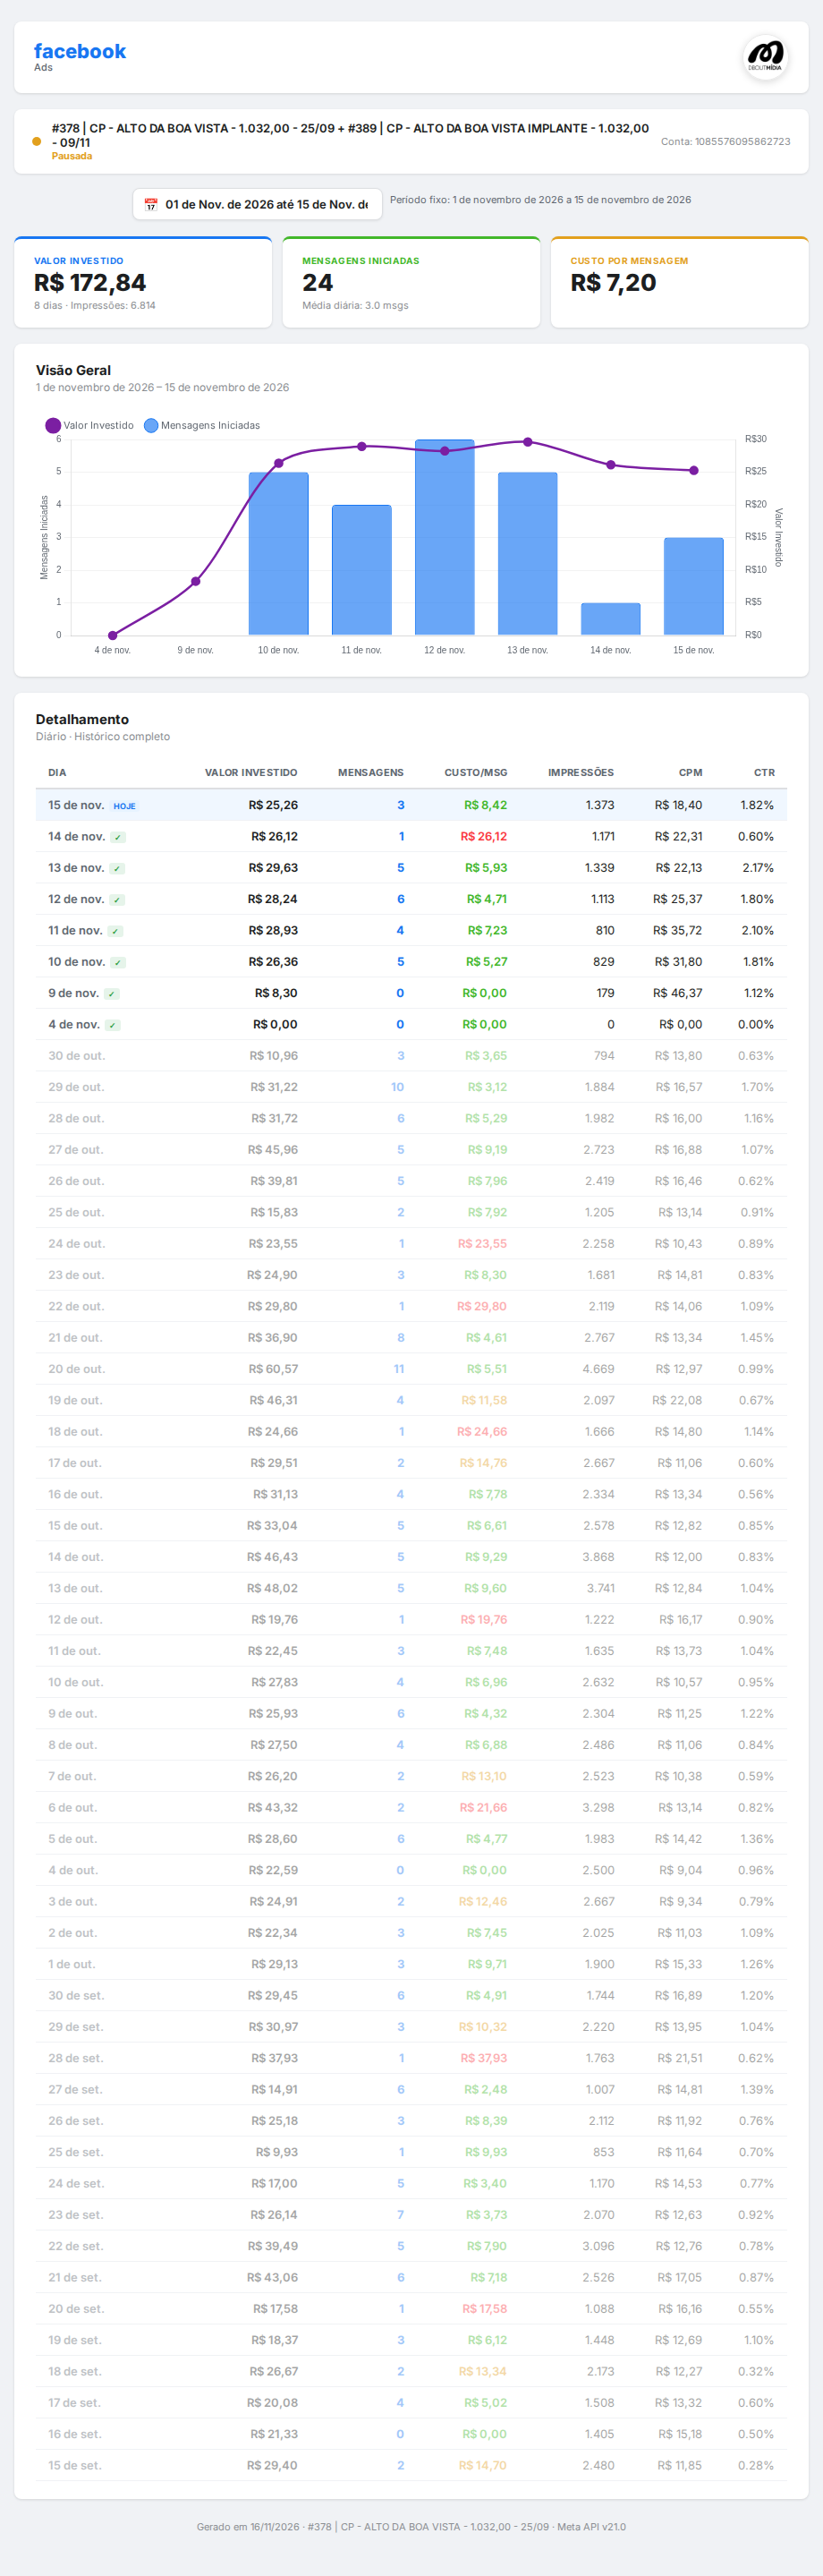 facebook
Ads
DBOUTMÍDIA
#378 | CP - ALTO DA BOA VISTA - 1.032,00 - 25/09 + #389 | CP - ALTO DA BOA VISTA IMPLANTE - 1.032,00
- 09/11
Pausada
Conta: 1085576095862723
01 de Nov. de 2026 até 15 de Nov. de
Período fixo: 1 de novembro de 2026 a 15 de novembro de 2026
VALOR INVESTIDO
R$ 172,84
8 dias · Impressões: 6.814
MENSAGENS INICIADAS
24
Média diária: 3.0 msgs
CUSTO POR MENSAGEM
R$ 7,20
Visão Geral
1 de novembro de 2026 – 15 de novembro de 2026
Valor Investido Mensagens Iniciadas
Mensagens Iniciadas
6
5
4
3
2
1
0
R$30
R$25
R$20
R$15
R$10
R$5
R$0
Valor Investido
4 de nov. 9 de nov. 10 de nov. 11 de nov. 12 de nov. 13 de nov. 14 de nov. 15 de nov.
Detalhamento
Diário · Histórico completo
DIA VALOR INVESTIDO MENSAGENS CUSTO/MSG IMPRESSÕES CPM CTR
15 de nov. HOJE R$ 25,26 3 R$ 8,42 1.373 R$ 18,40 1.82%
14 de nov. ✓ R$ 26,12 1 R$ 26,12 1.171 R$ 22,31 0.60%
13 de nov. ✓ R$ 29,63 5 R$ 5,93 1.339 R$ 22,13 2.17%
12 de nov. ✓ R$ 28,24 6 R$ 4,71 1.113 R$ 25,37 1.80%
11 de nov. ✓ R$ 28,93 4 R$ 7,23 810 R$ 35,72 2.10%
10 de nov. ✓ R$ 26,36 5 R$ 5,27 829 R$ 31,80 1.81%
9 de nov. ✓ R$ 8,30 0 R$ 0,00 179 R$ 46,37 1.12%
4 de nov. ✓ R$ 0,00 0 R$ 0,00 0 R$ 0,00 0.00%
30 de out. R$ 10,96 3 R$ 3,65 794 R$ 13,80 0.63%
29 de out. R$ 31,22 10 R$ 3,12 1.884 R$ 16,57 1.70%
28 de out. R$ 31,72 6 R$ 5,29 1.982 R$ 16,00 1.16%
27 de out. R$ 45,96 5 R$ 9,19 2.723 R$ 16,88 1.07%
26 de out. R$ 39,81 5 R$ 7,96 2.419 R$ 16,46 0.62%
25 de out. R$ 15,83 2 R$ 7,92 1.205 R$ 13,14 0.91%
24 de out. R$ 23,55 1 R$ 23,55 2.258 R$ 10,43 0.89%
23 de out. R$ 24,90 3 R$ 8,30 1.681 R$ 14,81 0.83%
22 de out. R$ 29,80 1 R$ 29,80 2.119 R$ 14,06 1.09%
21 de out. R$ 36,90 8 R$ 4,61 2.767 R$ 13,34 1.45%
20 de out. R$ 60,57 11 R$ 5,51 4.669 R$ 12,97 0.99%
19 de out. R$ 46,31 4 R$ 11,58 2.097 R$ 22,08 0.67%
18 de out. R$ 24,66 1 R$ 24,66 1.666 R$ 14,80 1.14%
17 de out. R$ 29,51 2 R$ 14,76 2.667 R$ 11,06 0.60%
16 de out. R$ 31,13 4 R$ 7,78 2.334 R$ 13,34 0.56%
15 de out. R$ 33,04 5 R$ 6,61 2.578 R$ 12,82 0.85%
14 de out. R$ 46,43 5 R$ 9,29 3.868 R$ 12,00 0.83%
13 de out. R$ 48,02 5 R$ 9,60 3.741 R$ 12,84 1.04%
12 de out. R$ 19,76 1 R$ 19,76 1.222 R$ 16,17 0.90%
11 de out. R$ 22,45 3 R$ 7,48 1.635 R$ 13,73 1.04%
10 de out. R$ 27,83 4 R$ 6,96 2.632 R$ 10,57 0.95%
9 de out. R$ 25,93 6 R$ 4,32 2.304 R$ 11,25 1.22%
8 de out. R$ 27,50 4 R$ 6,88 2.486 R$ 11,06 0.84%
7 de out. R$ 26,20 2 R$ 13,10 2.523 R$ 10,38 0.59%
6 de out. R$ 43,32 2 R$ 21,66 3.298 R$ 13,14 0.82%
5 de out. R$ 28,60 6 R$ 4,77 1.983 R$ 14,42 1.36%
4 de out. R$ 22,59 0 R$ 0,00 2.500 R$ 9,04 0.96%
3 de out. R$ 24,91 2 R$ 12,46 2.667 R$ 9,34 0.79%
2 de out. R$ 22,34 3 R$ 7,45 2.025 R$ 11,03 1.09%
1 de out. R$ 29,13 3 R$ 9,71 1.900 R$ 15,33 1.26%
30 de set. R$ 29,45 6 R$ 4,91 1.744 R$ 16,89 1.20%
29 de set. R$ 30,97 3 R$ 10,32 2.220 R$ 13,95 1.04%
28 de set. R$ 37,93 1 R$ 37,93 1.763 R$ 21,51 0.62%
27 de set. R$ 14,91 6 R$ 2,48 1.007 R$ 14,81 1.39%
26 de set. R$ 25,18 3 R$ 8,39 2.112 R$ 11,92 0.76%
25 de set. R$ 9,93 1 R$ 9,93 853 R$ 11,64 0.70%
24 de set. R$ 17,00 5 R$ 3,40 1.170 R$ 14,53 0.77%
23 de set. R$ 26,14 7 R$ 3,73 2.070 R$ 12,63 0.92%
22 de set. R$ 39,49 5 R$ 7,90 3.096 R$ 12,76 0.78%
21 de set. R$ 43,06 6 R$ 7,18 2.526 R$ 17,05 0.87%
20 de set. R$ 17,58 1 R$ 17,58 1.088 R$ 16,16 0.55%
19 de set. R$ 18,37 3 R$ 6,12 1.448 R$ 12,69 1.10%
18 de set. R$ 26,67 2 R$ 13,34 2.173 R$ 12,27 0.32%
17 de set. R$ 20,08 4 R$ 5,02 1.508 R$ 13,32 0.60%
16 de set. R$ 21,33 0 R$ 0,00 1.405 R$ 15,18 0.50%
15 de set. R$ 29,40 2 R$ 14,70 2.480 R$ 11,85 0.28%
Gerado em 16/11/2026 · #378 | CP - ALTO DA BOA VISTA - 1.032,00 - 25/09 · Meta API v21.0